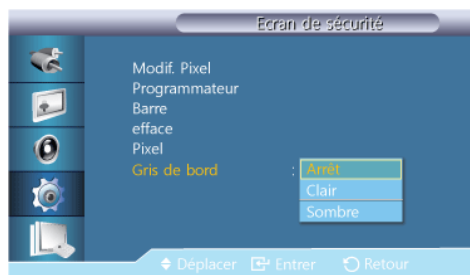 Ecran de sécurité
Modif. Pixel
Programmateur
Barre
efface
Pixel
Gris de bord : Arrêt
Clair
Sombre
Déplacer Entrer Retour